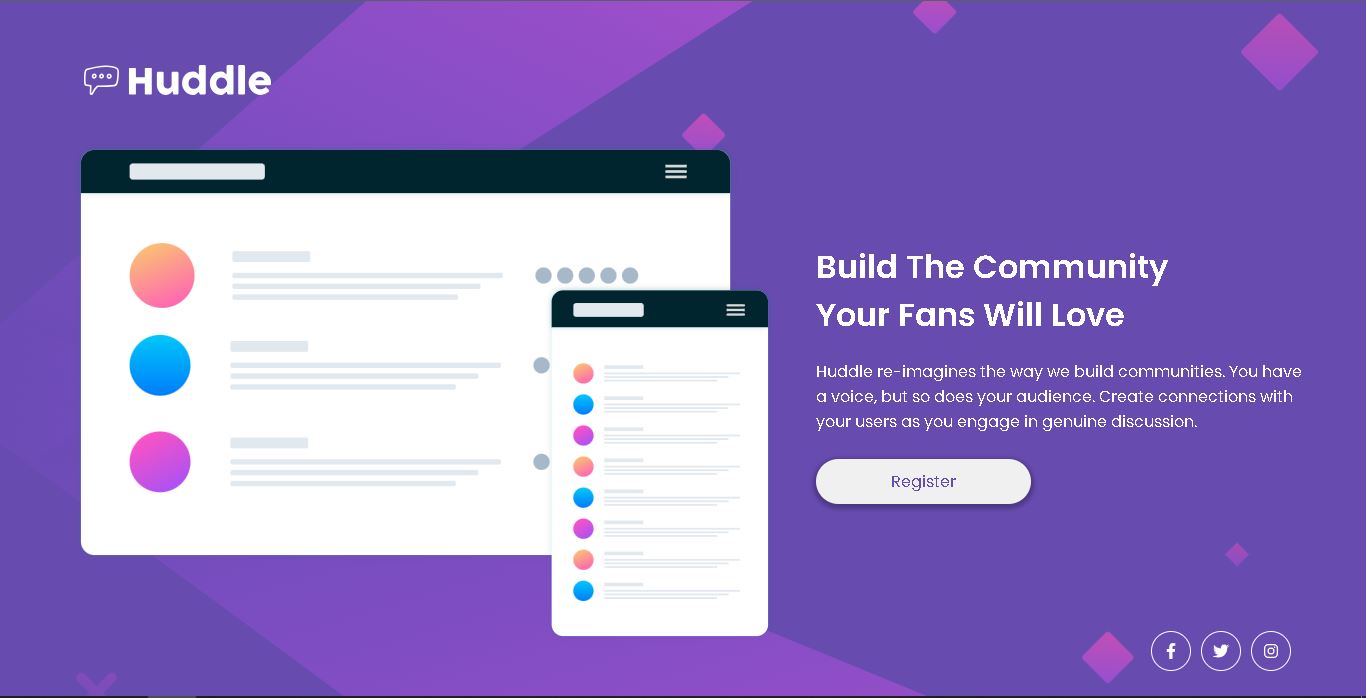 Huddle
Build The Community
Your Fans Will Love
Huddle re-imagines the way we build communities. You have
a voice, but so does your audience. Create connections with
your users as you engage in genuine discussion.
Register